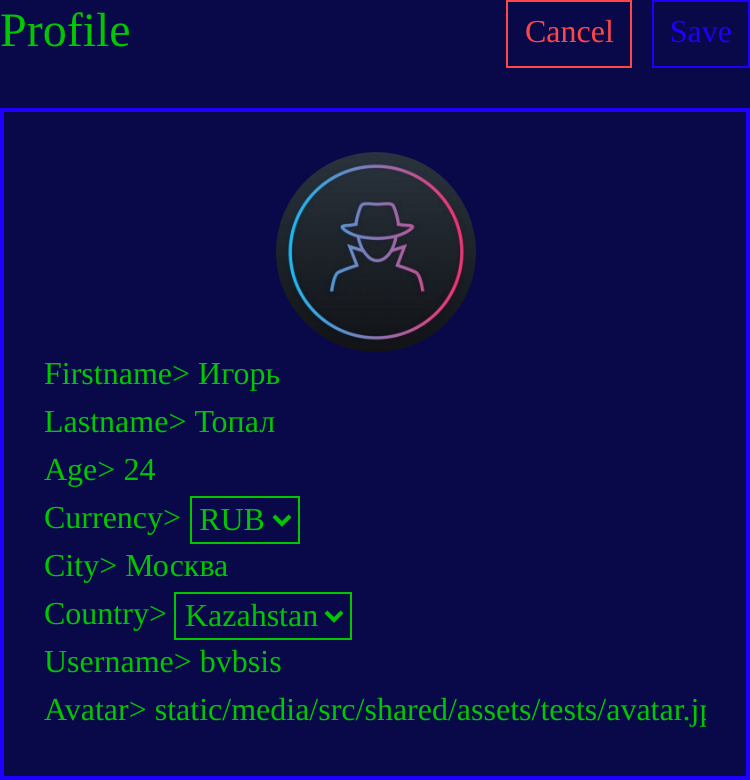 Profile
Cancel
Save
Firstname> Игорь
Lastname> Топал
Age> 24
Currency> RUB
City> Москва
Country> Kazahstan
Username> bvbsis
Avatar> static/media/src/shared/assets/tests/avatar.jp